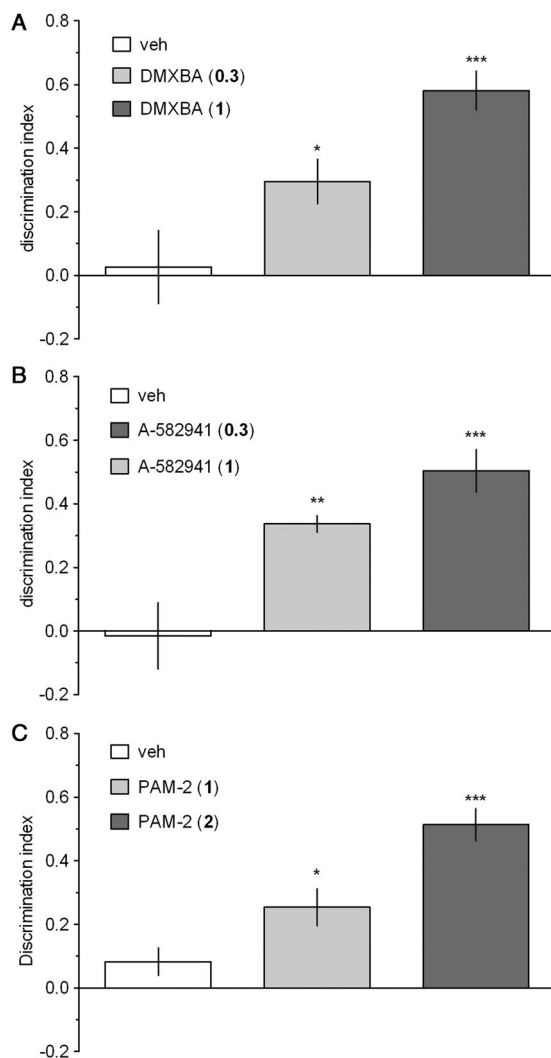 A
veh
DMXBA (0.3)
DMXBA (1)
discrimination index
0.8
0.6
0.4
0.2
0.0
-0.2
*
***
B
veh
A-582941 (0.3)
A-582941 (1)
discrimination index
0.8
0.6
0.4
0.2
0.0
-0.2
**
***
C
veh
PAM-2 (1)
PAM-2 (2)
Discrimination index
0.8
0.6
0.4
0.2
0.0
-0.2
*
***